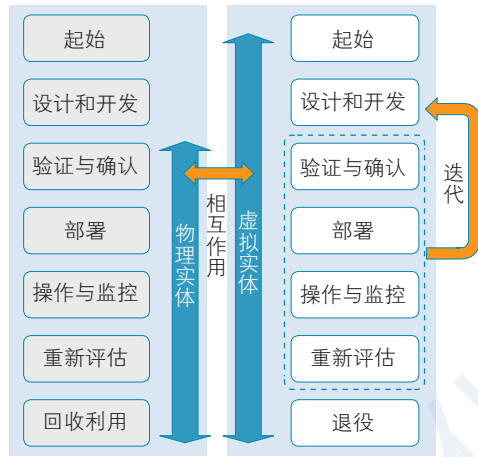 起始
设计和开发
验证与确认
部署
操作与监控
重新评估
回收利用
物理实体
相互作用
虚拟实体
起始
设计和开发
验证与确认
部署
操作与监控
重新评估
退役
迭代